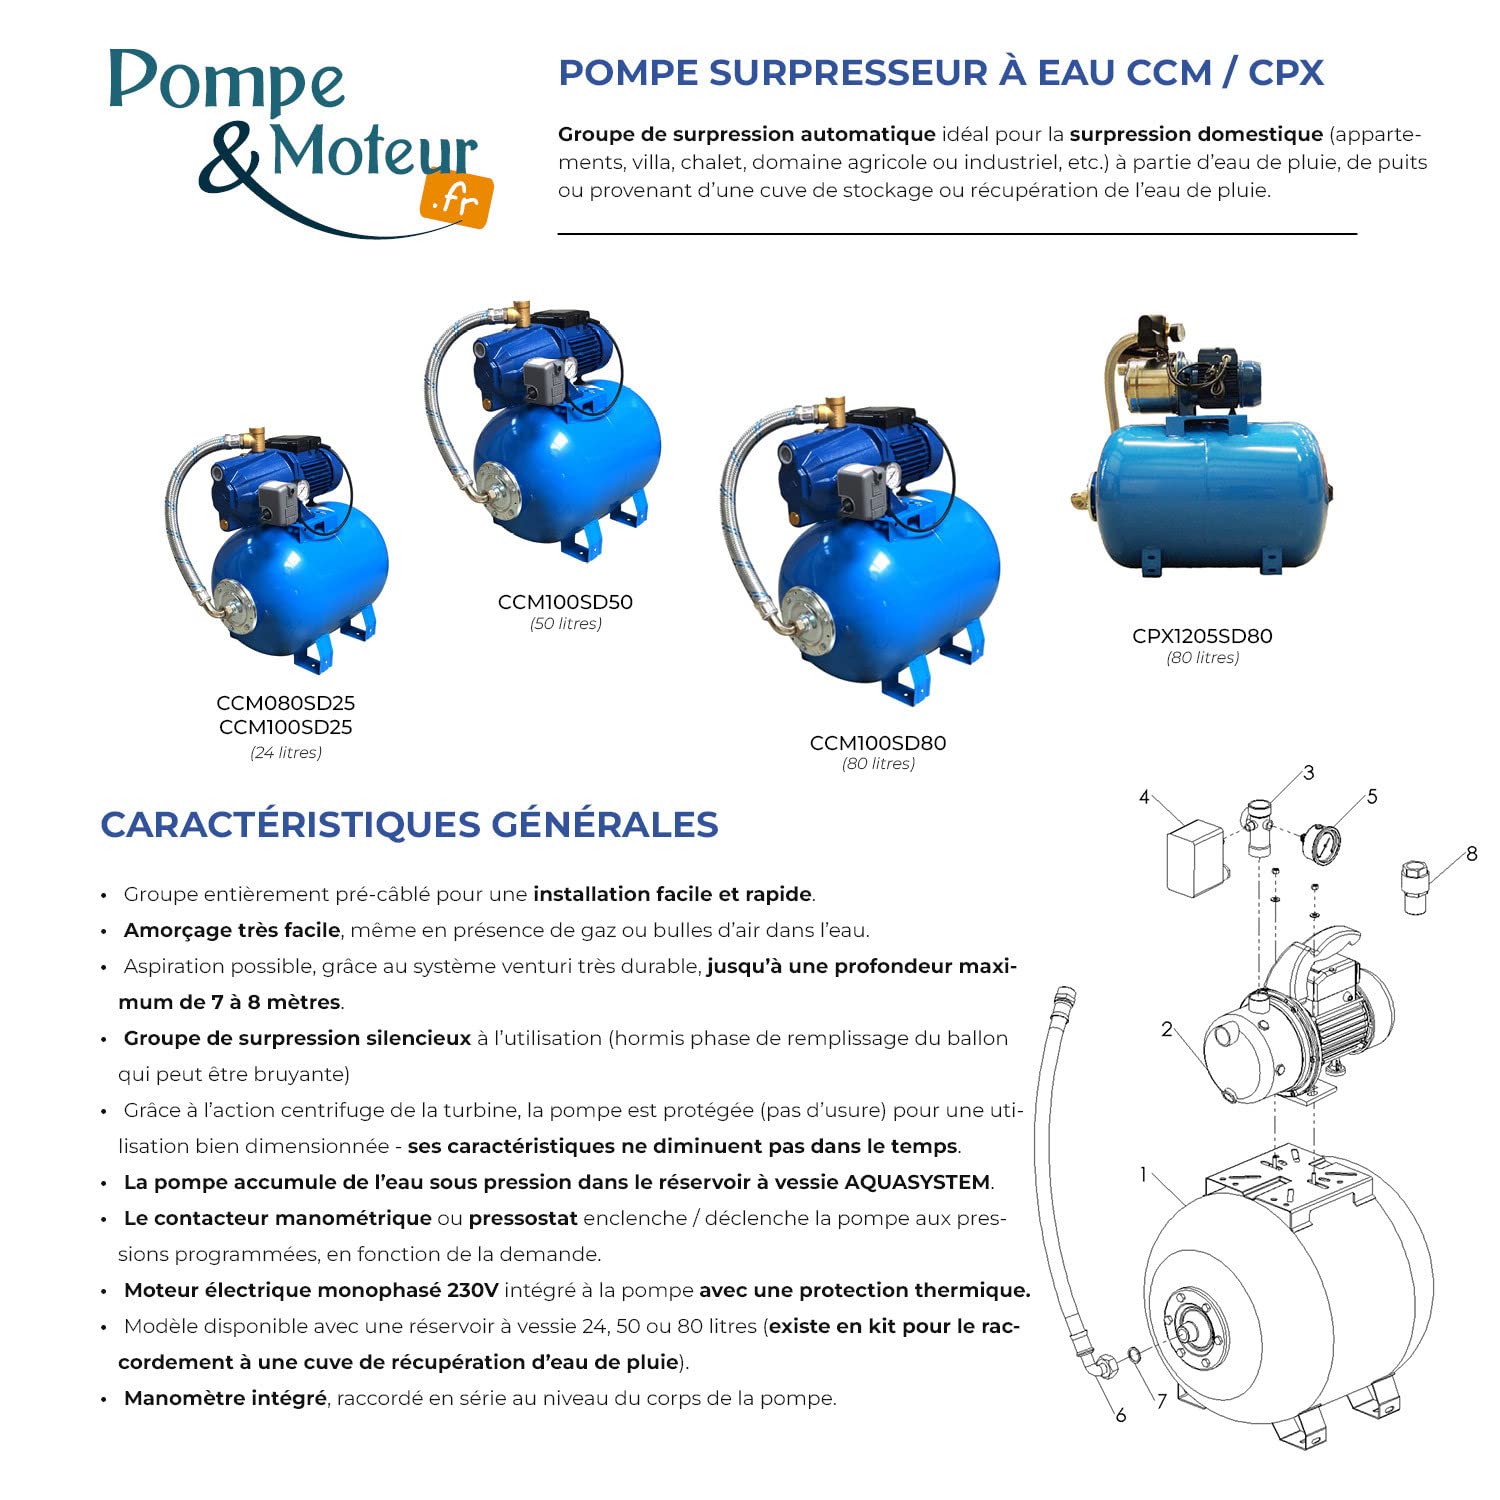 Pompe
& Moteur
.fr
POMPE SURPRESSEUR À EAU CCM / CPX
Groupe de surpression automatique idéal pour la surpression domestique (apparte-
ments, villa, chalet, domaine agricole ou industriel, etc.) à partie d'eau de pluie, de puits
ou provenant d'une cuve de stockage ou récupération de l'eau de pluie.
CCM080SD25
CCM100SD25
(24 litres)
CCM100SD50
(50 litres)
CCM100SD80
(80 litres)
CPX1205SD80
(80 litres)
CARACTÉRISTIQUES GÉNÉRALES
• Groupe entièrement pré-câblé pour une installation facile et rapide.
• Amorçage très facile, même en présence de gaz ou bulles d'air dans l'eau.
• Aspiration possible, grâce au système venturi très durable, jusqu'à une profondeur maxi-
mum de 7 à 8 mètres.
• Groupe de surpression silencieux à l'utilisation (hormis phase de remplissage du ballon
qui peut être bruyante)
• Grâce à l'action centrifuge de la turbine, la pompe est protégée (pas d'usure) pour une uti-
lisation bien dimensionnée - ses caractéristiques ne diminuent pas dans le temps.
• La pompe accumule de l'eau sous pression dans le réservoir à vessie AQUASYSTEM.
• Le contacteur manométrique ou pressostat enclenche / déclenche la pompe aux pres-
sions programmées, en fonction de la demande.
• Moteur électrique monophasé 230V intégré à la pompe avec une protection thermique.
• Modèle disponible avec une réservoir à vessie 24, 50 ou 80 litres (existe en kit pour le rac-
cordement à une cuve de récupération d'eau de pluie).
• Manomètre intégré, raccordé en série au niveau du corps de la pompe.
3
4
5
8
2
1
7
6